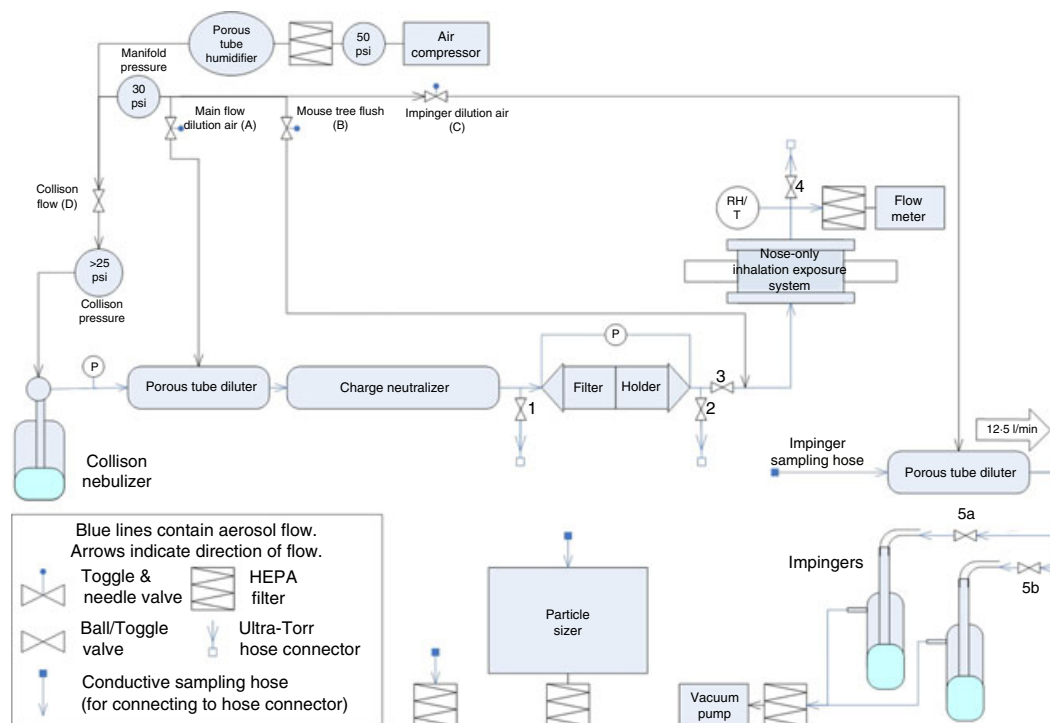 Porous
tube
humidifier
50
psi
Air
compressor
Manifold
pressure
30
psi
Main flow
dilution air (A)
Mouse tree flush
(B)
Impinger dilution air
(C)
Collison
flow (D)
>25
psi
Collison
pressure
4
RH/
T
Flow
meter
Nose-only
inhalation exposure
system
P
P
Porous tube diluter
Charge neutralizer
Filter
Holder
3
1
2
Collison
nebulizer
Impinger
sampling hose
12·5 l/min
Porous tube diluter
5a
5b
Impingers
Blue lines contain aerosol flow.
Arrows indicate direction of flow.
Toggle &
needle valve
HEPA
filter
Ball/Toggle
valve
Ultra-Torr
hose connector
Conductive sampling hose
(for connecting to hose connector)
Particle
sizer
Vacuum
pump